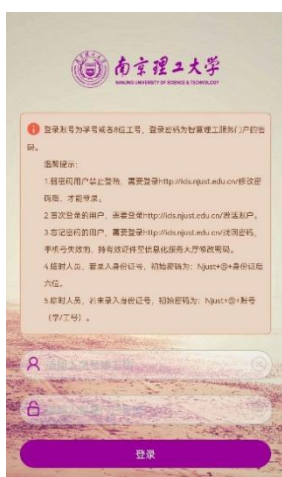 南京理工大学
NANJING UNIVERSITY OF SCIENCE & TECHNOLOGY
登录账号为学号或者8位工号，登录密码为智慧理工服务门户的密
码。
温馨提示：
1.弱密码用户禁止登陆，需要登录http://ids.njust.edu.cn/修改密
码后，才能登录。
2.首次登录的用户，需要登录http://ids.njust.edu.cn/激活账户。
3.忘记密码的用户，需要登录http://ids.njust.edu.cn/找回密码。
手机号失效的，持有效证件至信息化服务大厅修改密码。
4.临时人员，若录入身份证号，初始密码为：Njust+@+身份证后
六位。
5.临时人员，若未录入身份证号，初始密码为：Njust+@+账号
（学/工号）。
登录